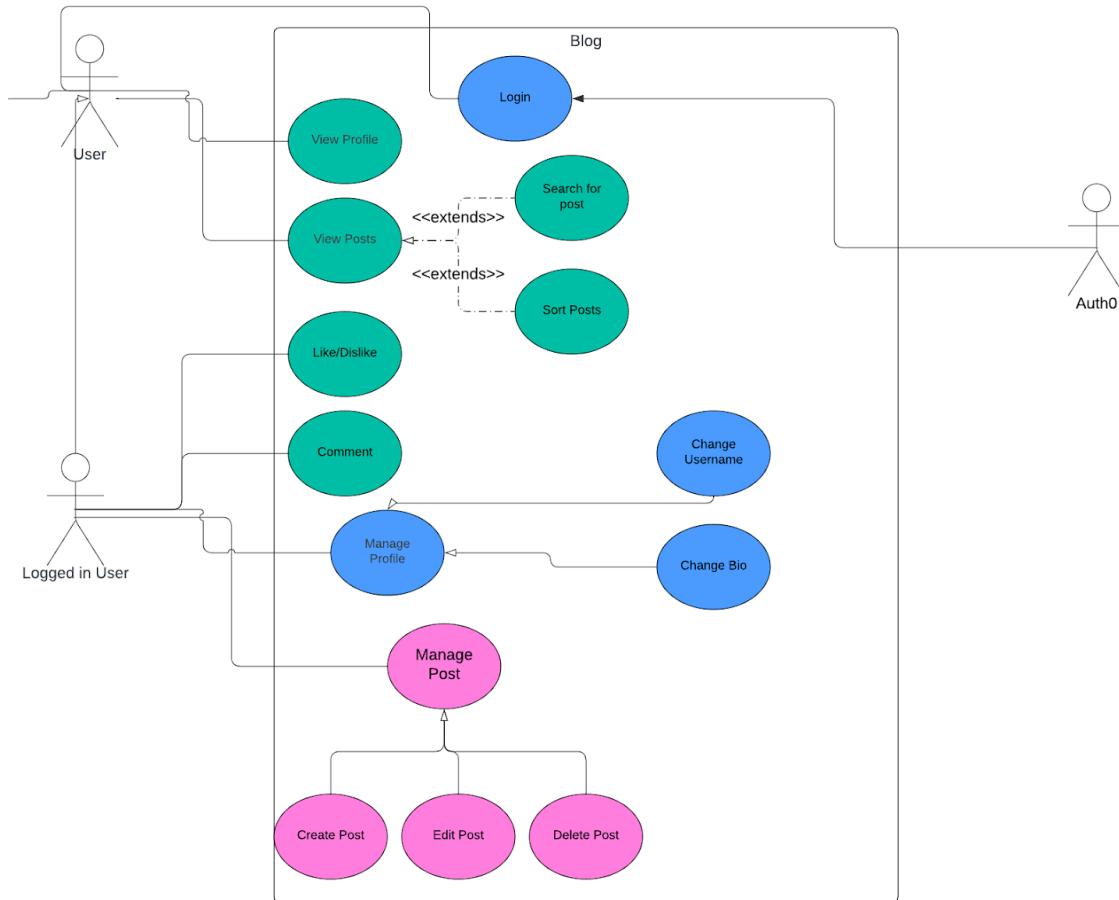 Blog
Login
User
View Profile
Search for
post
<<extends>>
View Posts
<<extends>>
Auth0
Sort Posts
Like/Dislike
Change
Username
Comment
Manage
Profile
Change Bio
Logged in User
Manage
Post
Create Post
Edit Post
Delete Post